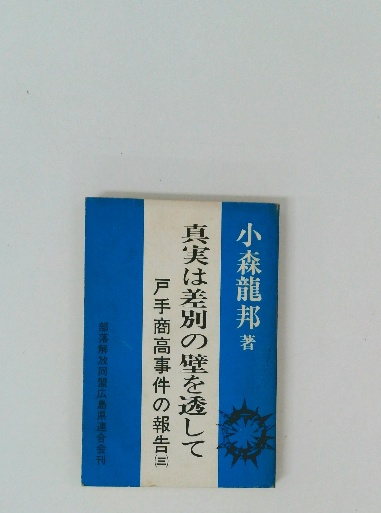 小森龍邦 著
真実は差別の壁を透して
戸手商高事件の報告 (三)
部落解放同盟広島県連合会刊